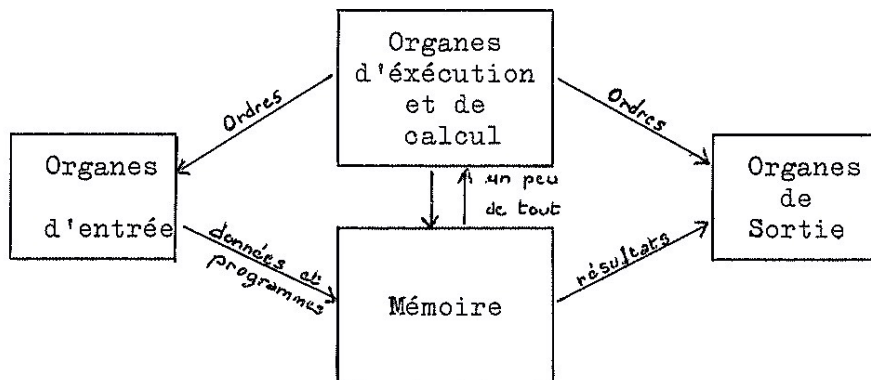 Organes
d'éxécution
et de
calcul
Ordres
Ordres
Organes
d'entrée
un peu
de tout
Organes
de
Sortie
données et
programmes
Mémoire
résultats